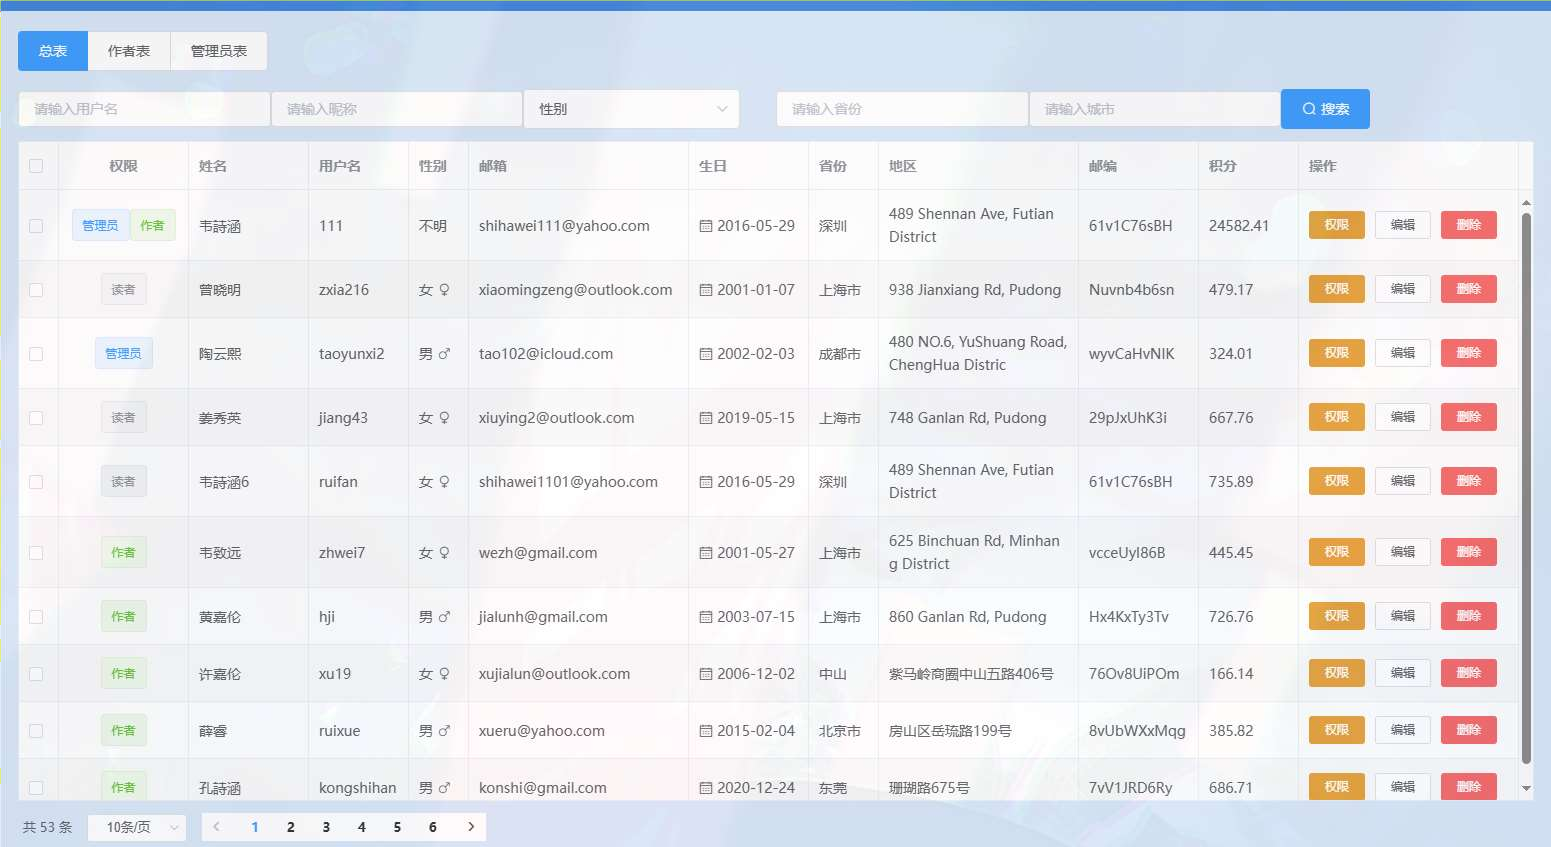 总表 作者表 管理员表
请输入用户名 请输入昵称 性别 请输入省份 请输入城市 搜索
权限 姓名 用户名 性别 邮箱 生日 省份 地区 邮编 积分 操作
管理员 作者 韦詩涵 111 不明 shihawei111@yahoo.com 2016-05-29 深圳 489 Shennan Ave, Futian
District 61v1C76sBH 24582.41 权限 编辑 删除
读者 曾晓明 zxia216 女 ♀ xiaomingzeng@outlook.com 2001-01-07 上海市 938 Jianxiang Rd, Pudong Nuvnb4b6sn 479.17 权限 编辑 删除
管理员 陶云熙 taoyunxi2 男 ♂ tao102@icloud.com 2002-02-03 成都市 480 NO.6, YuShuang Road,
ChengHua Distric wyvCaHvNIK 324.01 权限 编辑 删除
读者 姜秀英 jiang43 女 ♀ xiuying2@outlook.com 2019-05-15 上海市 748 Ganlan Rd, Pudong 29pJxUhK3i 667.76 权限 编辑 删除
读者 韦詩涵6 ruifan 女 ♀ shihawei1101@yahoo.com 2016-05-29 深圳 489 Shennan Ave, Futian
District 61v1C76sBH 735.89 权限 编辑 删除
作者 韦致远 zhwei7 女 ♀ wezh@gmail.com 2001-05-27 上海市 625 Binchuan Rd, Minhan
g District vcceUyI86B 445.45 权限 编辑 删除
作者 黄嘉伦 hji 男 ♂ jialunh@gmail.com 2003-07-15 上海市 860 Ganlan Rd, Pudong Hx4KxTy3Tv 726.76 权限 编辑 删除
作者 许嘉伦 xu19 女 ♀ xujialun@outlook.com 2006-12-02 中山 紫马岭商圈中山五路406号 76Ov8UiPOm 166.14 权限 编辑 删除
作者 薛睿 ruixue 男 ♂ xueru@yahoo.com 2015-02-04 北京市 房山区岳琉路199号 8vUbWXxMqg 385.82 权限 编辑 删除
作者 孔詩涵 kongshihan 男 ♂ konshi@gmail.com 2020-12-24 东莞 珊瑚路675号 7vV1JRD6Ry 686.71 权限 编辑 删除
共 53 条 10条/页 1 2 3 4 5 6